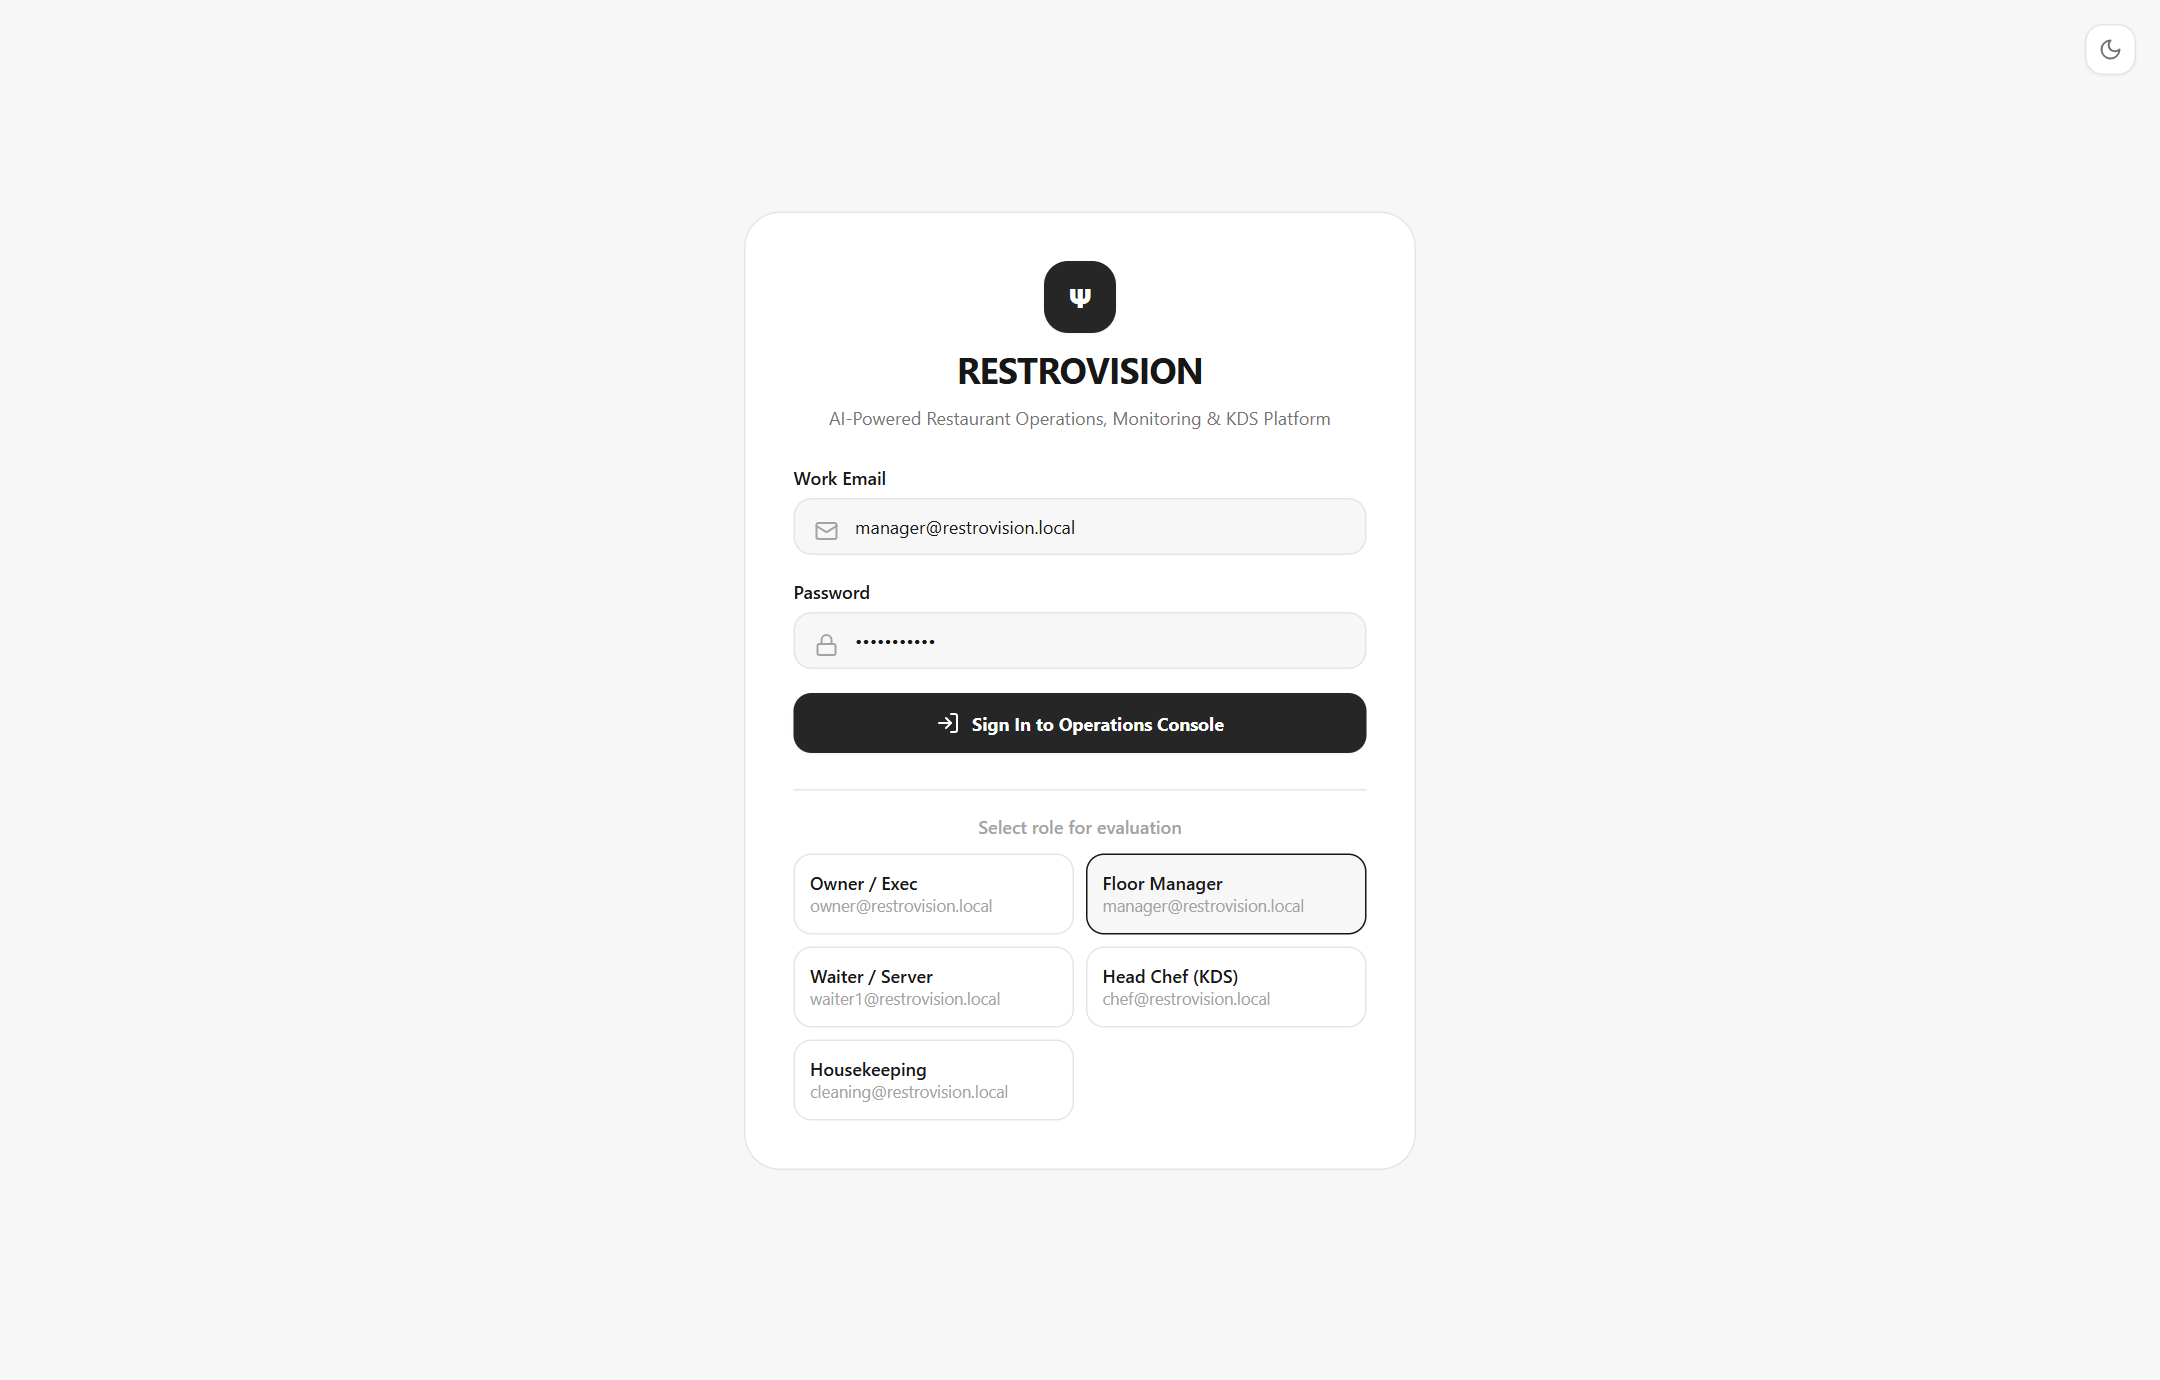 Ψ
RESTROVISION
AI-Powered Restaurant Operations, Monitoring & KDS Platform
Work Email
manager@restrovision.local
Password
•••••••••••
Sign In to Operations Console
Select role for evaluation
Owner / Exec
owner@restrovision.local
Floor Manager
manager@restrovision.local
Waiter / Server
waiter1@restrovision.local
Head Chef (KDS)
chef@restrovision.local
Housekeeping
cleaning@restrovision.local